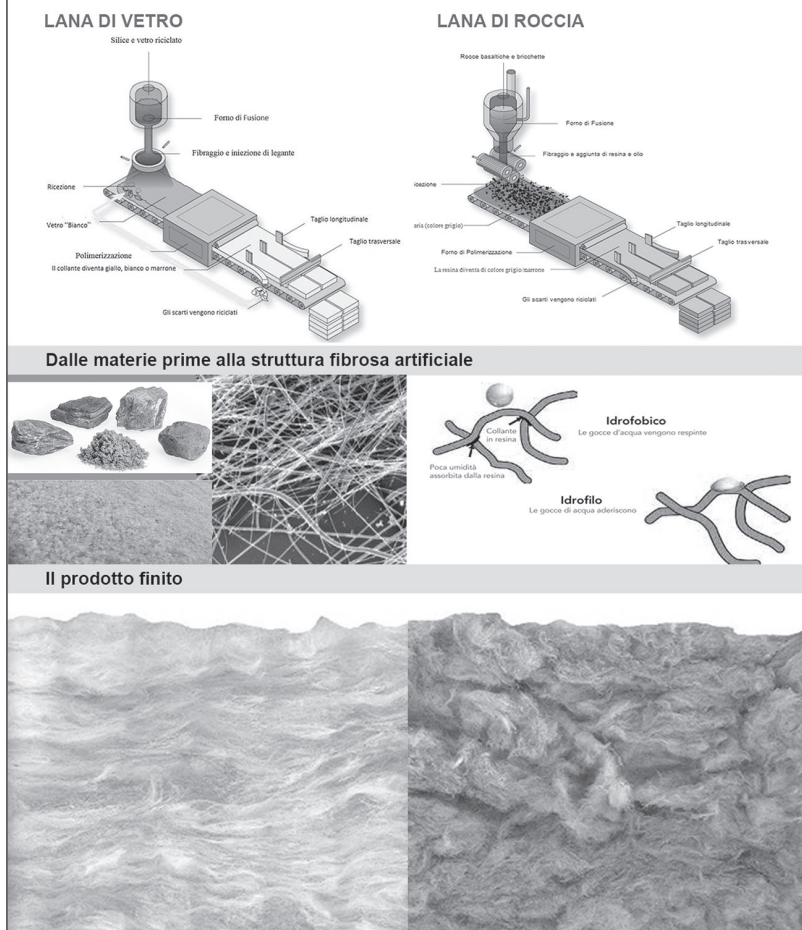 LANA DI VETRO
Silice e vetro riciclato
Forno di Fusione
Fibraggio e iniezione di legante
Ricezione
Vetro "Bianco"
Taglio longitudinale
Taglio trasversale
Polimerizzazione
Il collante diventa giallo, bianco o marrone
Gli scarti vengono riciclati
LANA DI ROCCIA
Rocce basaltiche e bricchette
Forno di Fusione
Fibraggio e aggiunta di resina e olio
icezione
aria (colore grigio)
Taglio longitudinale
Taglio trasversale
Forno di Polimerizzazione
La resina diventa di colore grigio/marrone
Gli scarti vengono riciclati
Dalle materie prime alla struttura fibrosa artificiale
Collante
in resina
Poca umidità
assorbita dalla resina
Idrofobico
Le gocce d'acqua vengono respinte
Idrofilo
Le gocce di acqua aderiscono
Il prodotto finito